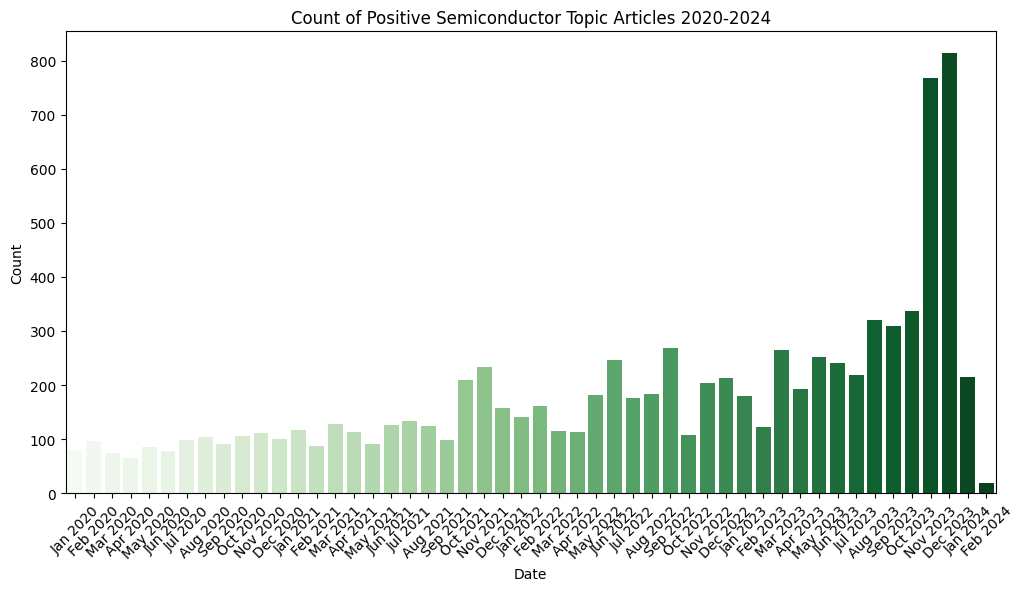 Count of Positive Semiconductor Topic Articles 2020-2024
Count
800
700
600
500
400
300
200
100
0
Jan 2020
Feb 2020
Mar 2020
Apr 2020
May 2020
Jun 2020
Jul 2020
Aug 2020
Sep 2020
Oct 2020
Nov 2020
Dec 2020
Jan 2021
Feb 2021
Mar 2021
Apr 2021
May 2021
Jun 2021
Jul 2021
Aug 2021
Sep 2021
Oct 2021
Nov 2021
Dec 2021
Jan 2022
Feb 2022
Mar 2022
Apr 2022
May 2022
Jun 2022
Jul 2022
Aug 2022
Sep 2022
Oct 2022
Nov 2022
Dec 2022
Jan 2023
Feb 2023
Mar 2023
Apr 2023
May 2023
Jun 2023
Jul 2023
Aug 2023
Sep 2023
Oct 2023
Nov 2023
Dec 2023
Jan 2024
Feb 2024
Date